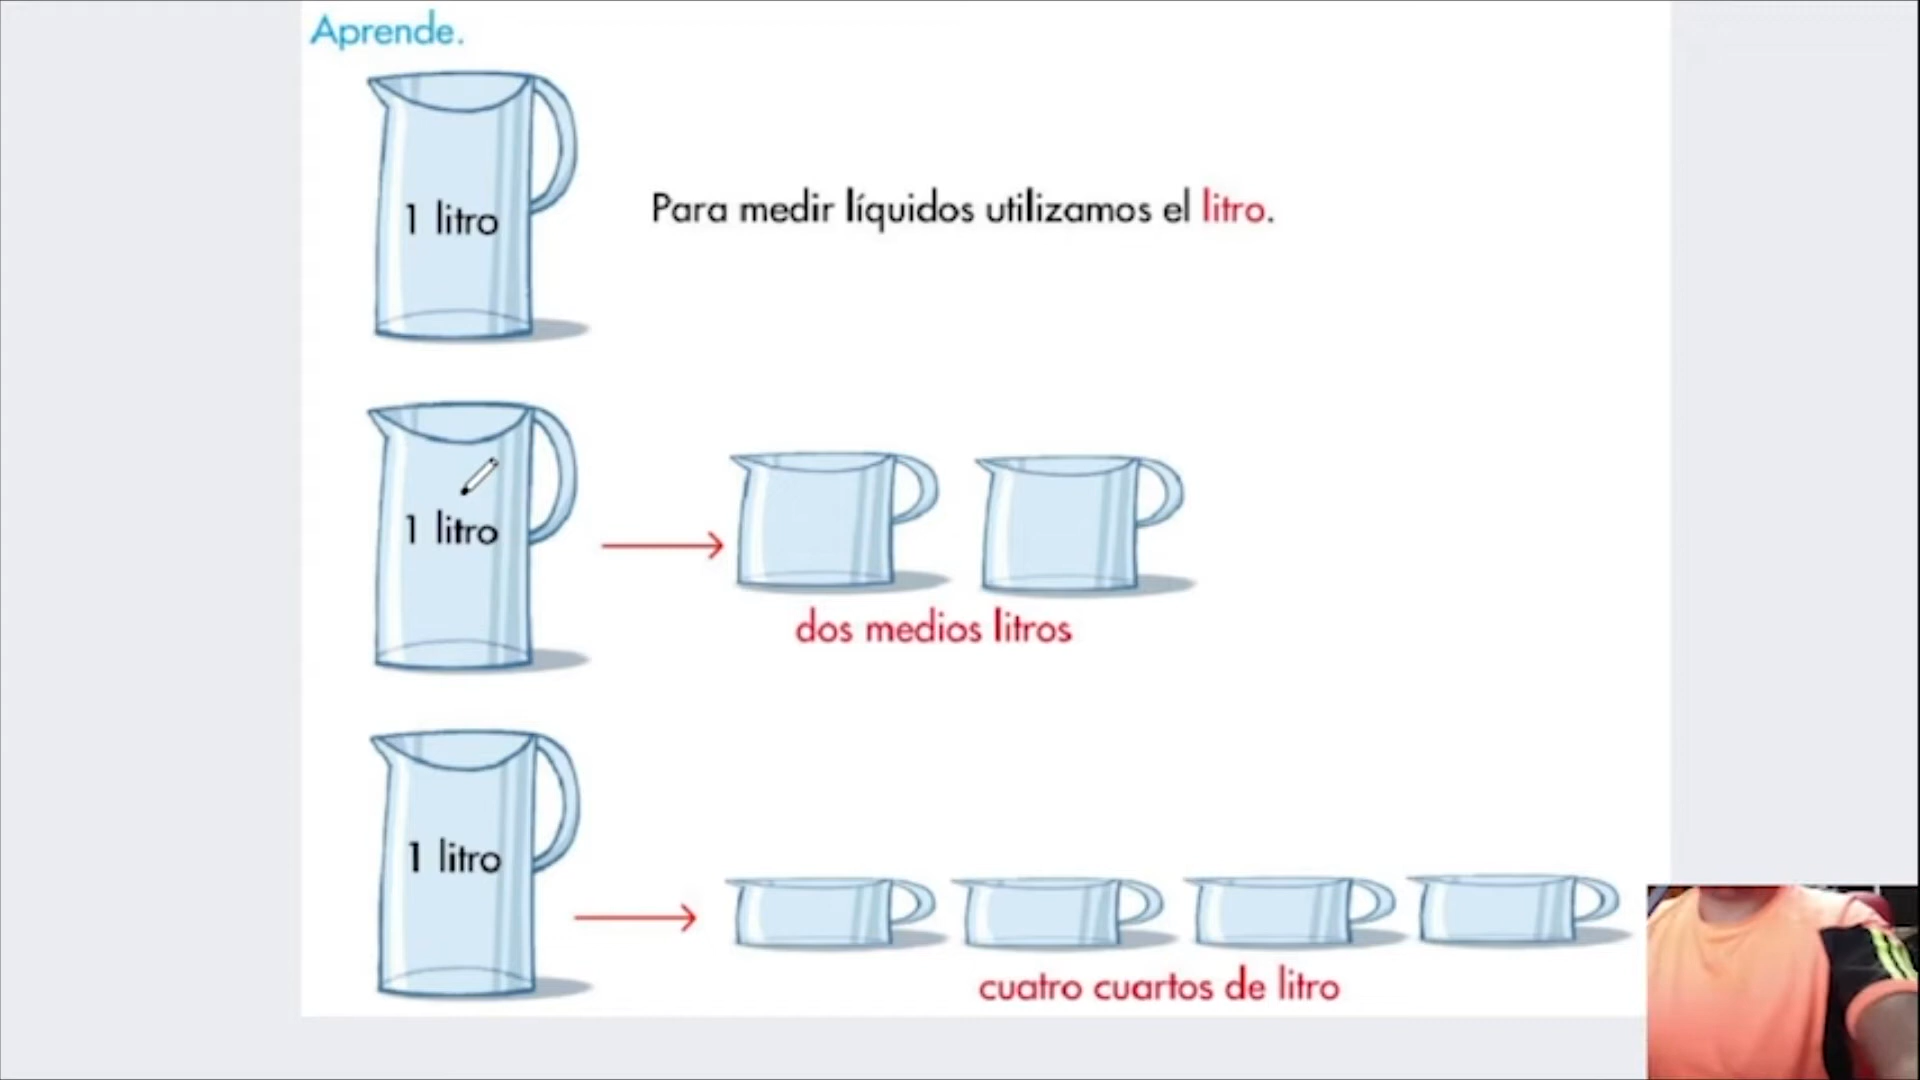 Aprende.
1 litro
Para medir líquidos utilizamos el litro.
1 litro
dos medios litros
1 litro
cuatro cuartos de litro